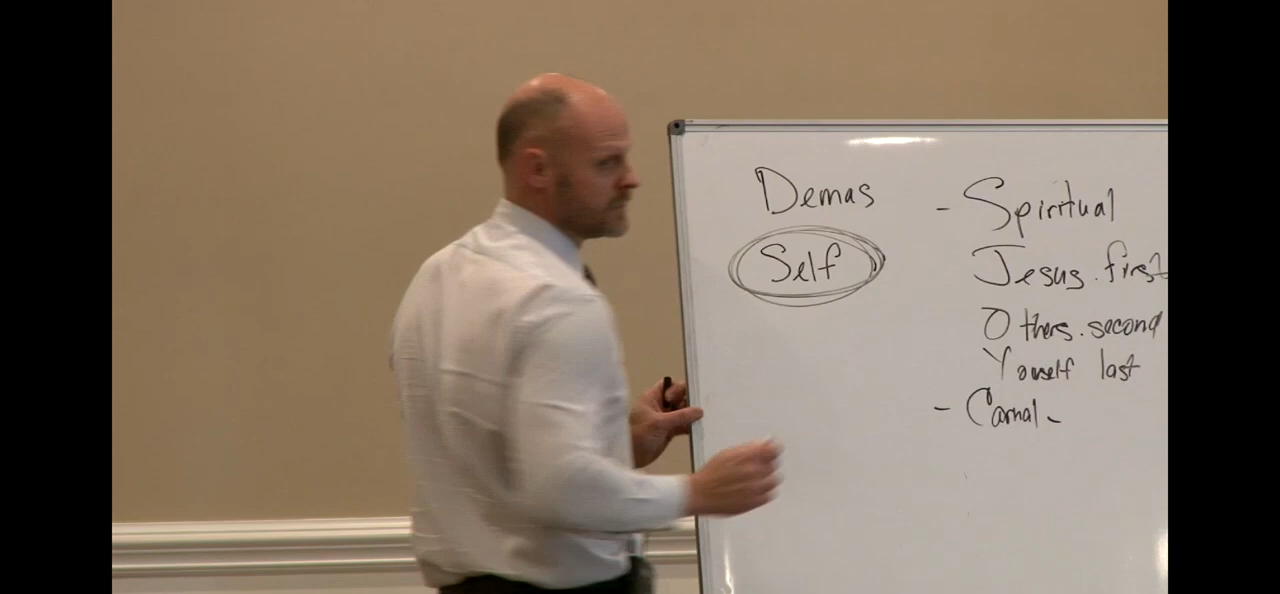 Demas
Self
- Spiritual
Jesus. first
Others. second
Yourself last
- Carnal -